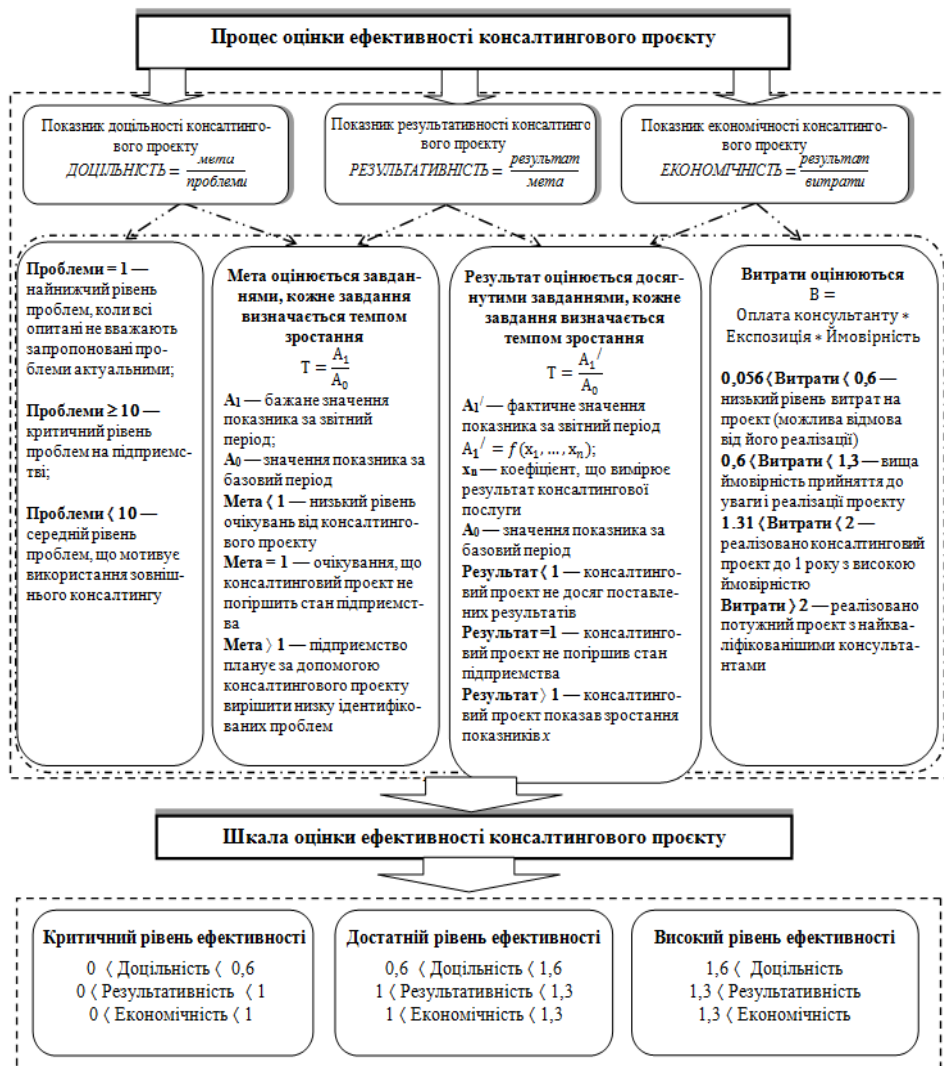 Процес оцінки ефективності консалтингового проєкту
Показник доцільності консалтинго-
вого проєкту
ДОЦІЛЬНІСТЬ = мета / проблеми
Показник результативності консалтинго-
вого проєкту
РЕЗУЛЬТАТИВНІСТЬ = результат / мета
Показник економічності консалтинго-
вого проєкту
ЕКОНОМІЧНІСТЬ = результат / витрати
Проблеми = 1 —
найнижчий рівень
проблем, коли всі
опитані не вважають
запропоновані про-
блеми актуальними;
Проблеми ≥ 10 —
критичний рівень
проблем на підприємс-
тві;
Проблеми ⟨ 10 —
середній рівень
проблем, що мотивує
використання зовніш-
нього консалтингу
Мета оцінюється завдан-
нями, кожне завдання
визначається темпом
зростання
T = A₁ / A₀
A₁ — бажане значення
показника за звітний
період;
A₀ — значення показника за
базовий період
Мета ⟨ 1 — низький рівень
очікувань від консалтингово-
го проєкту
Мета = 1 — очікування, що
консалтинговий проєкт не
погіршить стан підприємст-
ва
Мета ⟩ 1 — підприємство
планує за допомогою
консалтингового проєкту
вирішити низку ідентифіко-
ваних проблем
Результат оцінюється досяг-
нутими завданнями, кожне
завдання визначається
темпом зростання
T = A₁′ / A₀
A₁′ — фактичне значення
показника за звітний період
A₁′ = f(x₁, ..., xₙ);
xₙ — коефіцієнт, що вимірює
результат консалтингової
послуги
A₀ — значення показника за
базовий період
Результат ⟨ 1 — консалтинго-
вий проєкт не досяг поставле-
них результатів
Результат =1 — консалтинго-
вий проєкт не погіршив стан
підприємства
Результат ⟩ 1 — консалтинго-
вий проєкт показав зростання
показників x
Витрати оцінюються
В =
Оплата консультанту ∗
Експозиція ∗ Ймовірність
0,056 ⟨ Витрати ⟨ 0,6 —
низький рівень витрат на
проєкт (можлива відмова
від його реалізації)
0,6 ⟨ Витрати ⟨ 1,3 — вища
ймовірність прийняття до
уваги і реалізації проєкту
1.31 ⟨ Витрати ⟨ 2 —
реалізовано консалтинговий
проєкт до 1 року з високою
ймовірністю
Витрати ⟩ 2 — реалізовано
потужний проєкт з найква-
ліфікованішими консульта-
нтами
Шкала оцінки ефективності консалтингового проєкту
Критичний рівень ефективності
0 ⟨ Доцільність ⟨ 0,6
0 ⟨ Результативність ⟨ 1
0 ⟨ Економічність ⟨ 1
Достатній рівень ефективності
0,6 ⟨ Доцільність ⟨ 1,6
1 ⟨ Результативність ⟨ 1,3
1 ⟨ Економічність ⟨ 1,3
Високий рівень ефективності
1,6 ⟨ Доцільність
1,3 ⟨ Результативність
1,3 ⟨ Економічність